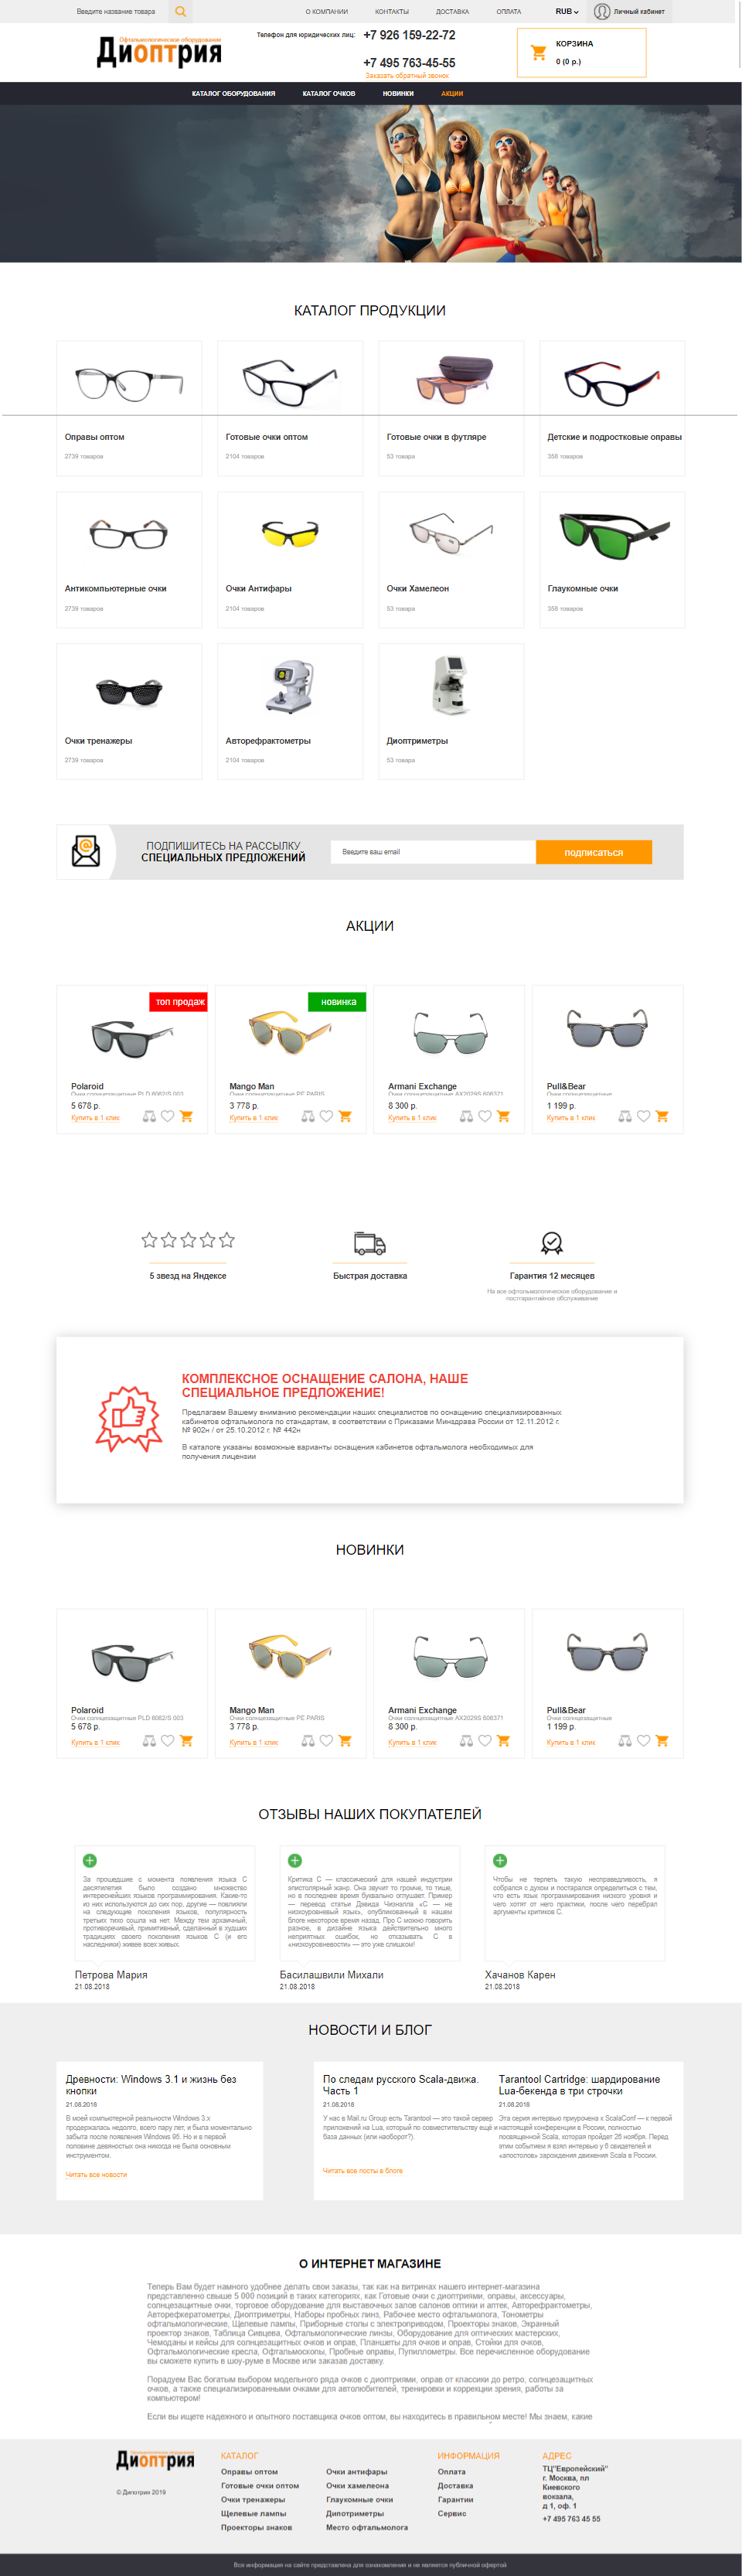 Введите название товара
О КОМПАНИИ
КОНТАКТЫ
ДОСТАВКА
ОПЛАТА
RUB
Личный кабинет
Офтальмологическое оборудование
Диоптрия
Телефон для юридических лиц:
+7 926 159-22-72
+7 495 763-45-55
Заказать обратный звонок
КОРЗИНА
0 (0 р.)
КАТАЛОГ ОБОРУДОВАНИЯ
КАТАЛОГ ОЧКОВ
НОВИНКИ
АКЦИИ
КАТАЛОГ ПРОДУКЦИИ
Оправы оптом
2739 товаров
Готовые очки оптом
2104 товаров
Готовые очки в футляре
53 товара
Детские и подростковые оправы
358 товаров
Антикомпьютерные очки
2739 товаров
Очки Антифары
2104 товаров
Очки Хамелеон
53 товара
Глаукомные очки
358 товаров
Очки тренажеры
2739 товаров
Авторефрактометры
2104 товаров
Диоптриметры
53 товара
ПОДПИШИТЕСЬ НА РАССЫЛКУ
СПЕЦИАЛЬНЫХ ПРЕДЛОЖЕНИЙ
Введите ваш email
подписаться
АКЦИИ
топ продаж
Polaroid
Очки солнцезащитные PLD 6062/S 003
5 678 р.
Купить в 1 клик
новинка
Mango Man
Очки солнцезащитные PE PARIS
3 778 р.
Купить в 1 клик
Armani Exchange
Очки солнцезащитные AX2029S 606371
8 300 р.
Купить в 1 клик
Pull&Bear
Очки солнцезащитные
1 199 р.
Купить в 1 клик
5 звезд на Яндексе
Быстрая доставка
Гарантия 12 месяцев
На все офтольмологическое оборудование и
постгарантийное обслуживание
КОМПЛЕКСНОЕ ОСНАЩЕНИЕ САЛОНА, НАШЕ
СПЕЦИАЛЬНОЕ ПРЕДЛОЖЕНИЕ!
Предлагаем Вашему вниманию рекомендации наших специалистов по оснащению специализированных
кабинетов офтальмолога по стандартам, в соответствии с Приказами Минздрава России от 12.11.2012 г.
№ 902н / от 25.10.2012 г. № 442н
В каталоге указаны возможные варианты оснащения кабинетов офтальмолога необходимых для
получения лицензии
НОВИНКИ
Polaroid
Очки солнцезащитные PLD 6062/S 003
5 678 р.
Купить в 1 клик
Mango Man
Очки солнцезащитные PE PARIS
3 778 р.
Купить в 1 клик
Armani Exchange
Очки солнцезащитные AX2029S 606371
8 300 р.
Купить в 1 клик
Pull&Bear
Очки солнцезащитные
1 199 р.
Купить в 1 клик
ОТЗЫВЫ НАШИХ ПОКУПАТЕЛЕЙ
За прошедшие с момента появления языка C
десятилетия было создано множество
интереснейших языков программирования. Какие-то
из них используются до сих пор, другие — повлияли
на следующие поколения языков, популярность
третьих тихо сошла на нет. Между тем архаичный,
противоречивый, примитивный, сделанный в худших
традициях своего поколения языков C (и его
наследники) живее всех живых.
Петрова Мария
21.08.2018
Критика C — классический для нашей индустрии
эпистолярный жанр. Она звучит то громче, то тише,
но в последнее время буквально оглушает. Пример
— перевод статьи Дэвида Чизнэлла «C — не
низкоуровневый язык», опубликованный в нашем
блоге некоторое время назад. Про C можно говорить
разное, в дизайне языка действительно много
неприятных ошибок, но отказывать C в
«низкоуровневости» — это уже слишком!
Басилашвили Михали
21.08.2018
Чтобы не терпеть такую несправедливость, я
собрался с духом и постарался определиться с тем,
что есть язык программирования низкого уровня и
чего хотят от него практики, после чего перебрал
аргументы критиков C.
Хачанов Карен
21.08.2018
НОВОСТИ И БЛОГ
Древности: Windows 3.1 и жизнь без
кнопки
21.08.2018
В моей компьютерной реальности Windows 3.x
продержалась недолго, всего пару лет, и была моментально
забыта после появления Windows 95. Но и в первой
половине девяностых она никогда не была основным
инструментом.
Читать все новости
По следам русского Scala-движа.
Часть 1
21.08.2018
У нас в Mail.ru Group есть Tarantool — это такой сервер
приложений на Lua, который по совместительству ещё и
база данных (или наоборот?).
Читать все посты в блоге
Tarantool Cartridge: шардирование
Lua-бекенда в три строчки
21.08.2018
Эта серия интервью приурочена к ScalaConf — к первой
настоящей конференции в России, полностью
посвященной Scala, которая пройдет 26 ноября. Перед
этим событием я взял интервью у 6 свидетелей и
«апостолов» зарождения движения Scala в России.
О ИНТЕРНЕТ МАГАЗИНЕ
Теперь Вам будет намного удобнее делать свои заказы, так как на витринах нашего интернет-магазина
представленно свыше 5 000 позиций в таких категориях, как Готовые очки с диоптриями, оправы, аксессуары,
солнцезащитные очки, торговое оборудование для выставочных залов салонов оптики и аптек, Авторефрактометры,
Авторефкератометры, Диоптриметры, Наборы пробных линз, Рабочее место офтальмолога, Тонометры
офтальмологические, Щелевые лампы, Приборные столы с электроприводом, Проекторы знаков, Экранный
проектор знаков, Таблица Сивцева, Офтальмологические линзы, Оборудование для оптических мастерских,
Чемоданы и кейсы для солнцезащитных очков и оправ, Планшеты для очков и оправ, Стойки для очков,
Офтальмологические кресла, Офтальмоскопы, Пробные оправы, Пупиллометры. Все перечисленное оборудование
вы сможете купить в шоу-руме в Москве или заказав доставку.
Порадуем Вас богатым выбором модельного ряда очков с диоптриями, оправ от классики до ретро, солнцезащитных
очков, а также специализированными очками для автолюбителей, тренировки и коррекции зрения, работы за
компьютером!
Если вы ищете надежного и опытного поставщика очков оптом, вы находитесь в правильном месте! Мы знаем, какие
Диоптрия
© Диоптрия 2019
КАТАЛОГ
Оправы оптом
Готовые очки оптом
Очки тренажеры
Щелевые лампы
Проекторы знаков
Очки антифары
Очки хамелеона
Глаукомные очки
Дипотриметры
Место офтальмолога
ИНФОРМАЦИЯ
Оплата
Доставка
Гарантии
Сервис
АДРЕС
ТЦ"Европейский"
г. Москва, пл
Киевского
вокзала,
д 1, оф. 1
+7 495 763 45 55
Вся информация на сайте представлена для ознакомления и не является публичной офертой